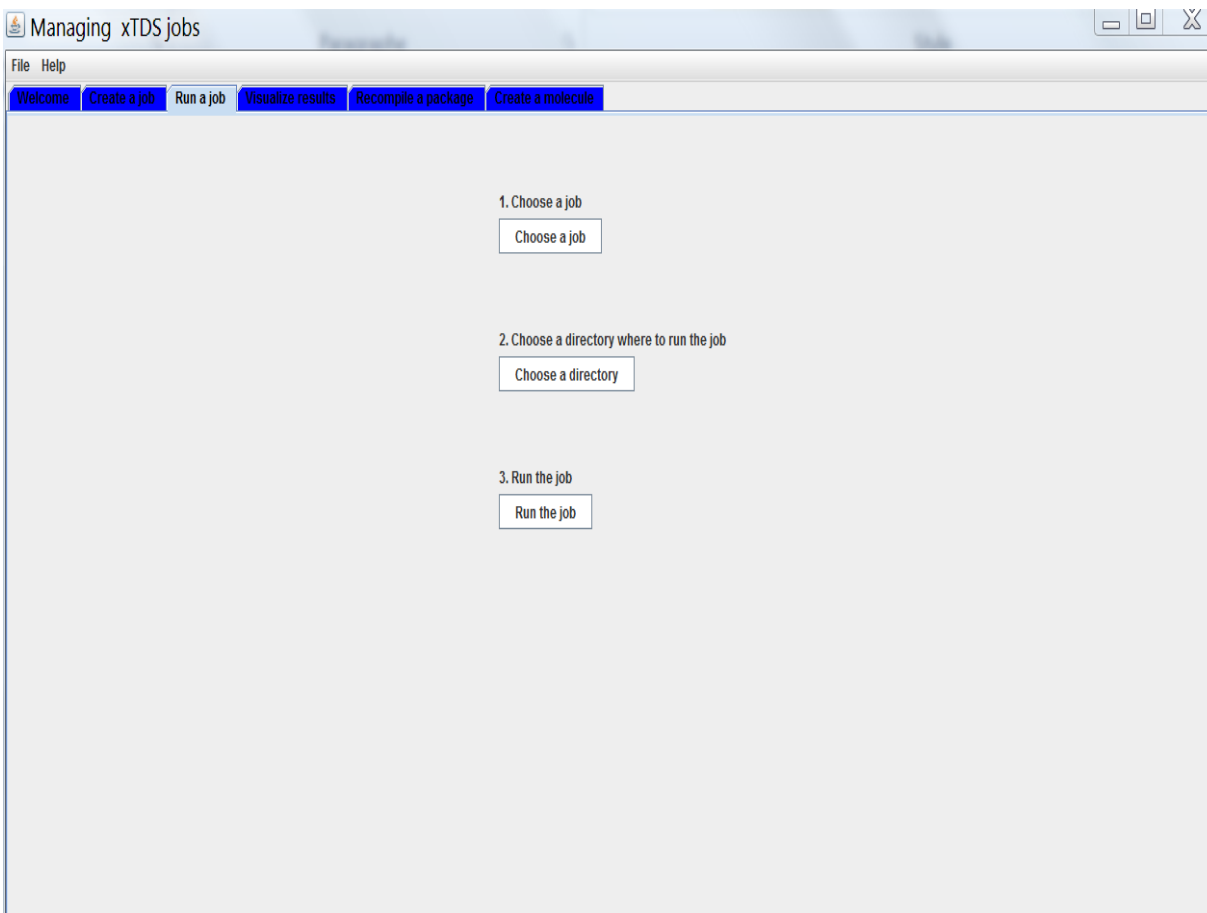 Managing xTDS jobs
File Help
Welcome Create a job Run a job Visualize results Recompile a package Create a molecule
1. Choose a job
Choose a job
2. Choose a directory where to run the job
Choose a directory
3. Run the job
Run the job